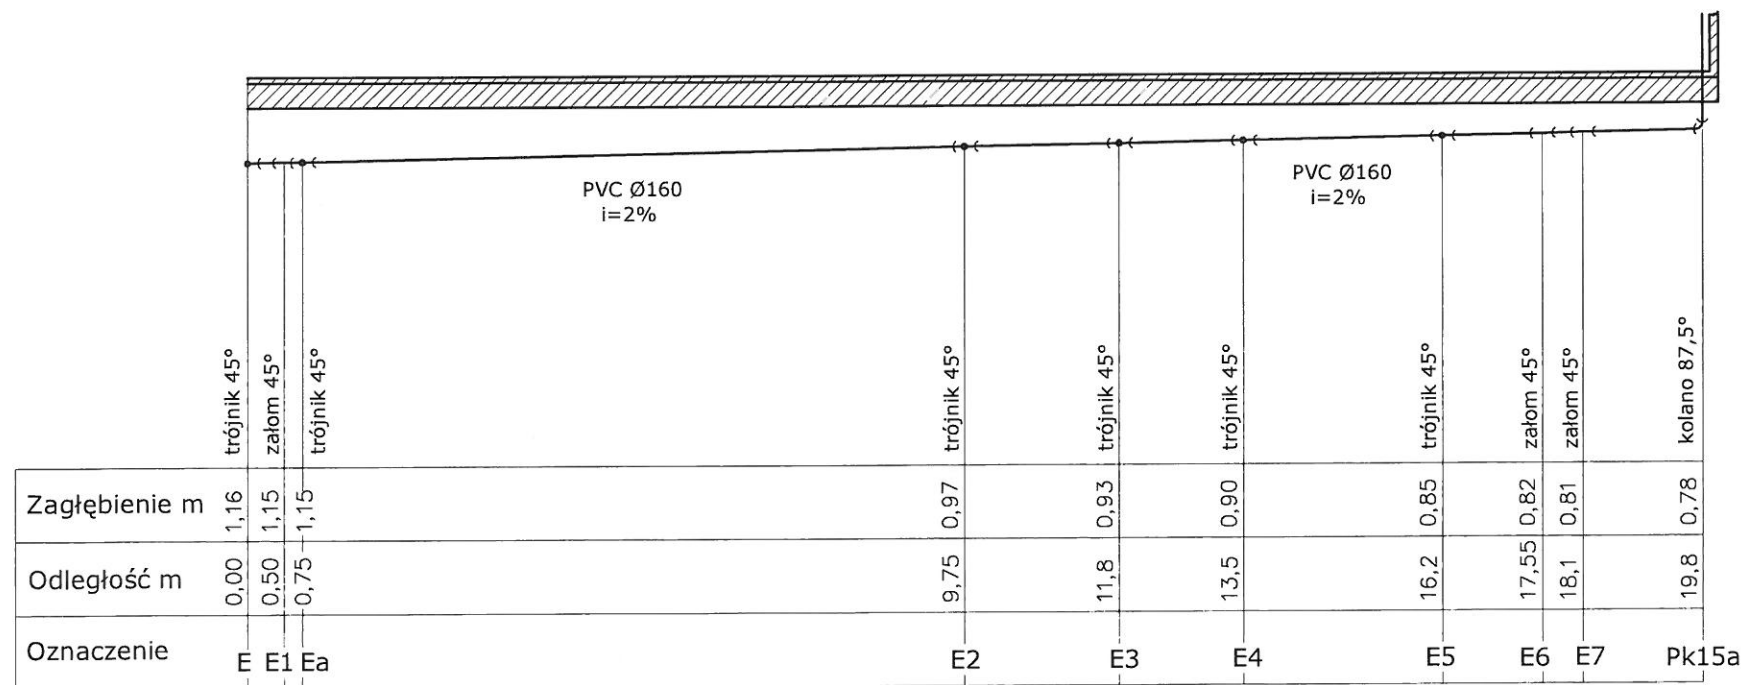 PVC Ø160
i=2%
PVC Ø160
i=2%
trójnik 45°
załom 45°
trójnik 45°
trójnik 45°
trójnik 45°
trójnik 45°
trójnik 45°
załom 45°
załom 45°
kolano 87,5°
Zagłębienie m 1,16 1,15 1,15 0,97 0,93 0,90 0,85 0,82 0,81 0,78
Odległość m 0,00 0,50 0,75 9,75 11,8 13,5 16,2 17,55 18,1 19,8
Oznaczenie E E1 Ea E2 E3 E4 E5 E6 E7 Pk15a